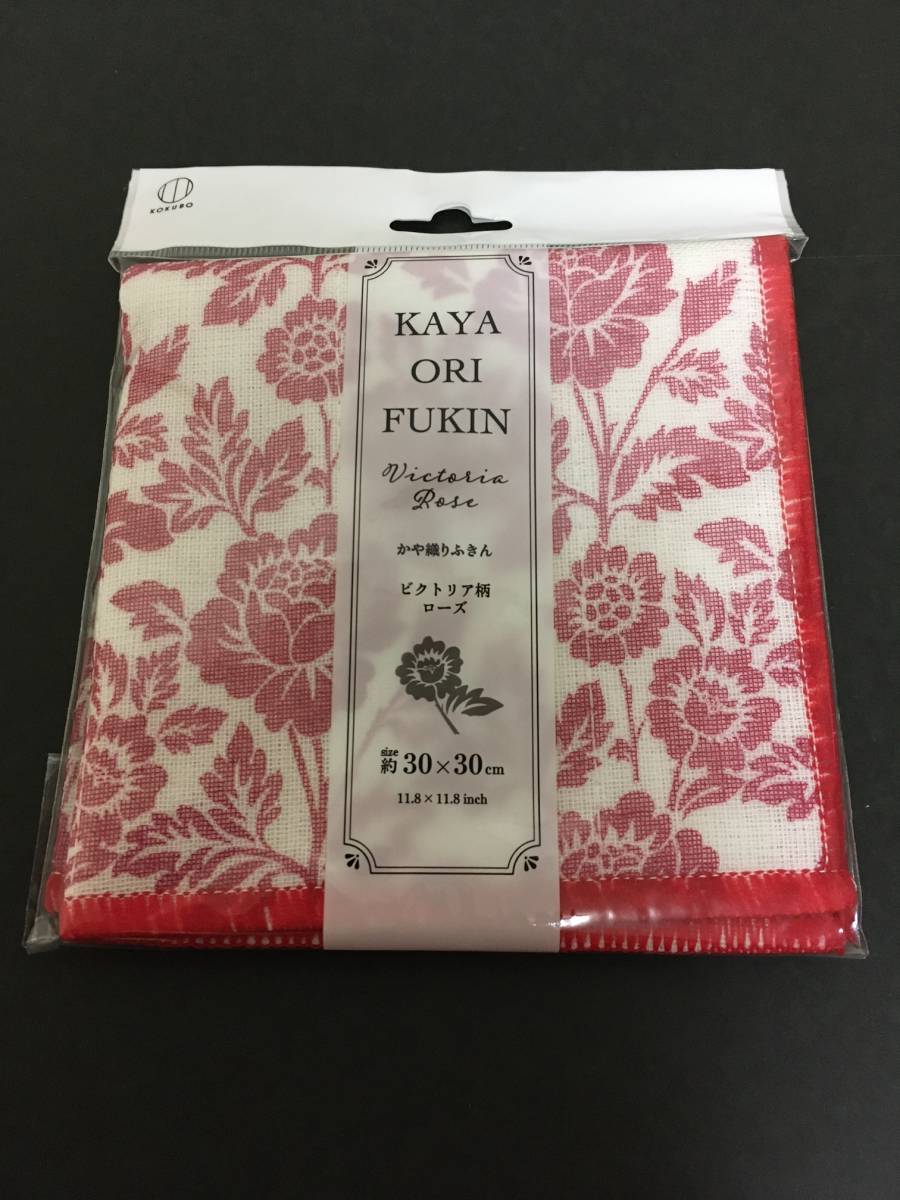 KOKUBO
KAYA
ORI
FUKIN
Victoria
Rose
かや織りふきん
ビクトリア柄
ローズ
size
約30×30cm
11.8×11.8 inch